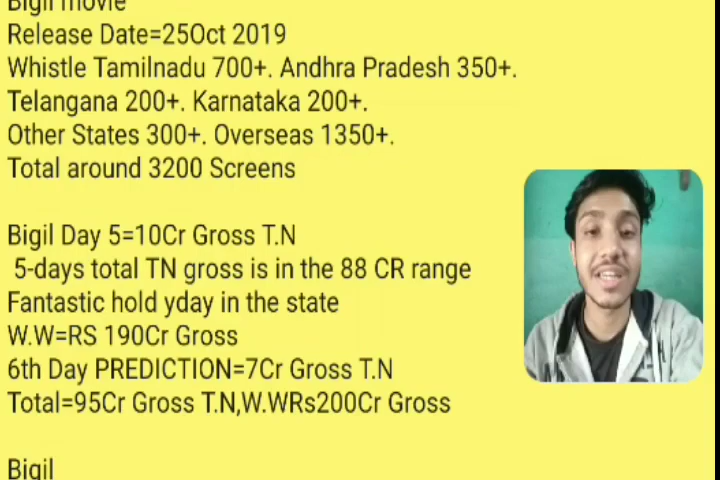 Bigil movie
Release Date=25Oct 2019
Whistle Tamilnadu 700+. Andhra Pradesh 350+.
Telangana 200+. Karnataka 200+.
Other States 300+. Overseas 1350+.
Total around 3200 Screens
Bigil Day 5=10Cr Gross T.N
5-days total TN gross is in the 88 CR range
Fantastic hold yday in the state
W.W=RS 190Cr Gross
6th Day PREDICTION=7Cr Gross T.N
Total=95Cr Gross T.N,W.WRs200Cr Gross
Bigil